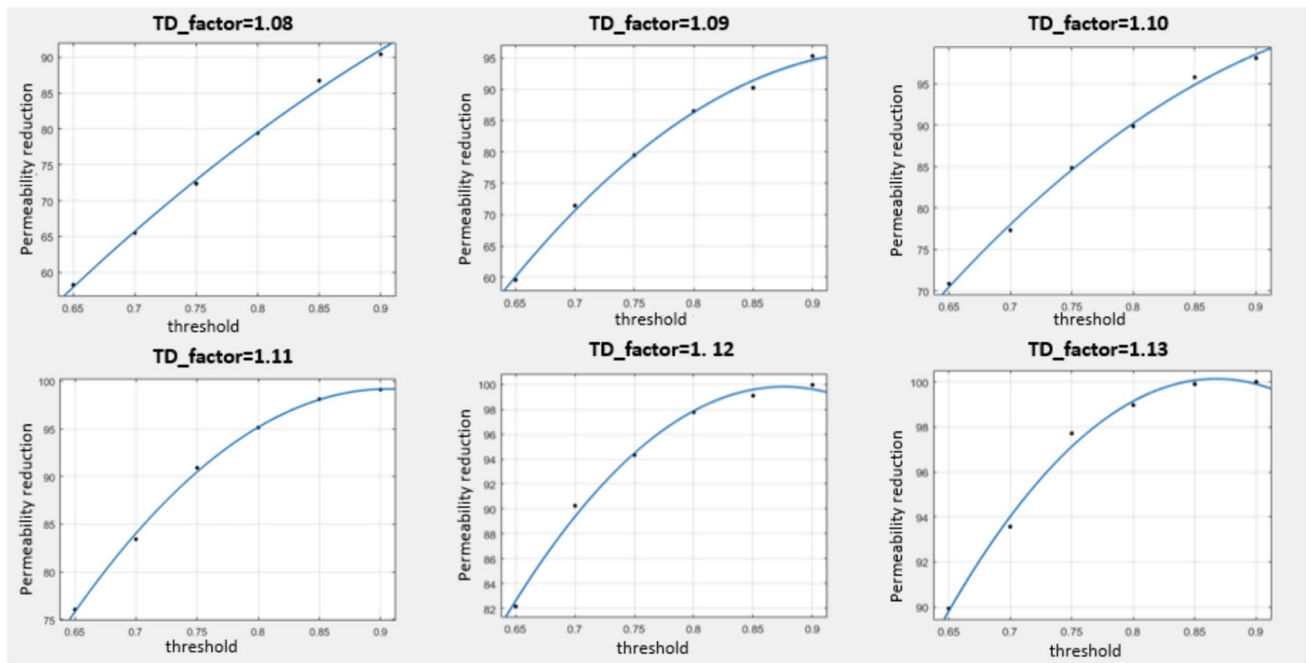 TD_factor=1.08
Permeability reduction
90
85
80
75
70
65
60
0.65 0.7 0.75 0.8 0.85 0.9
threshold
TD_factor=1.09
Permeability reduction
95
90
85
80
75
70
65
60
0.65 0.7 0.75 0.8 0.85 0.9
threshold
TD_factor=1.10
Permeability reduction
95
90
85
80
75
70
0.65 0.7 0.75 0.8 0.85 0.9
threshold
TD_factor=1.11
Permeability reduction
100
95
90
85
80
75
0.65 0.7 0.75 0.8 0.85 0.9
threshold
TD_factor=1. 12
Permeability reduction
100
98
96
94
92
90
88
86
84
82
0.65 0.7 0.75 0.8 0.85 0.9
threshold
TD_factor=1.13
Permeability reduction
100
98
96
94
92
90
0.65 0.7 0.75 0.8 0.85 0.9
threshold